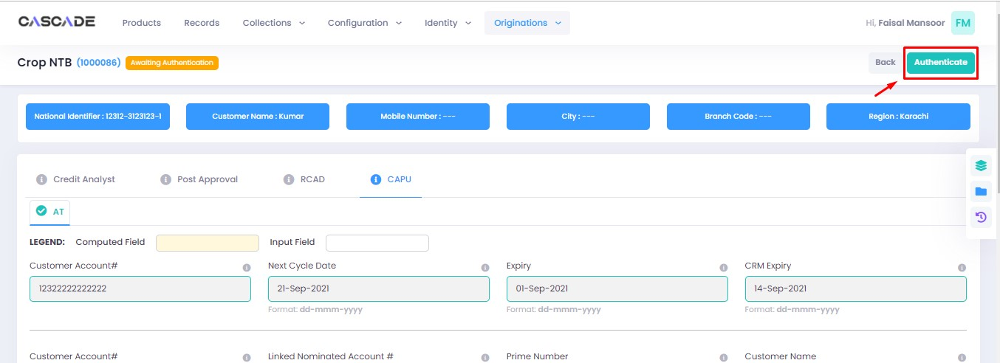 CASCADE Products Records Collections Configuration Identity Originations Hi, Faisal Mansoor FM
Crop NTB (1000086) Awaiting Authentication Back Authenticate
National Identifier : 12312-3123123-1 Customer Name : Kumar Mobile Number : --- City : --- Branch Code : --- Region : Karachi
Credit Analyst Post Approval RCAD CAPU
AT
LEGEND: Computed Field Input Field
Customer Account# Next Cycle Date Expiry CRM Expiry
12322222222222 21-Sep-2021 01-Sep-2021 14-Sep-2021
Format: dd-mmm-yyyy Format: dd-mmm-yyyy Format: dd-mmm-yyyy
Customer Account# Linked Nominated Account # Prime Number Customer Name